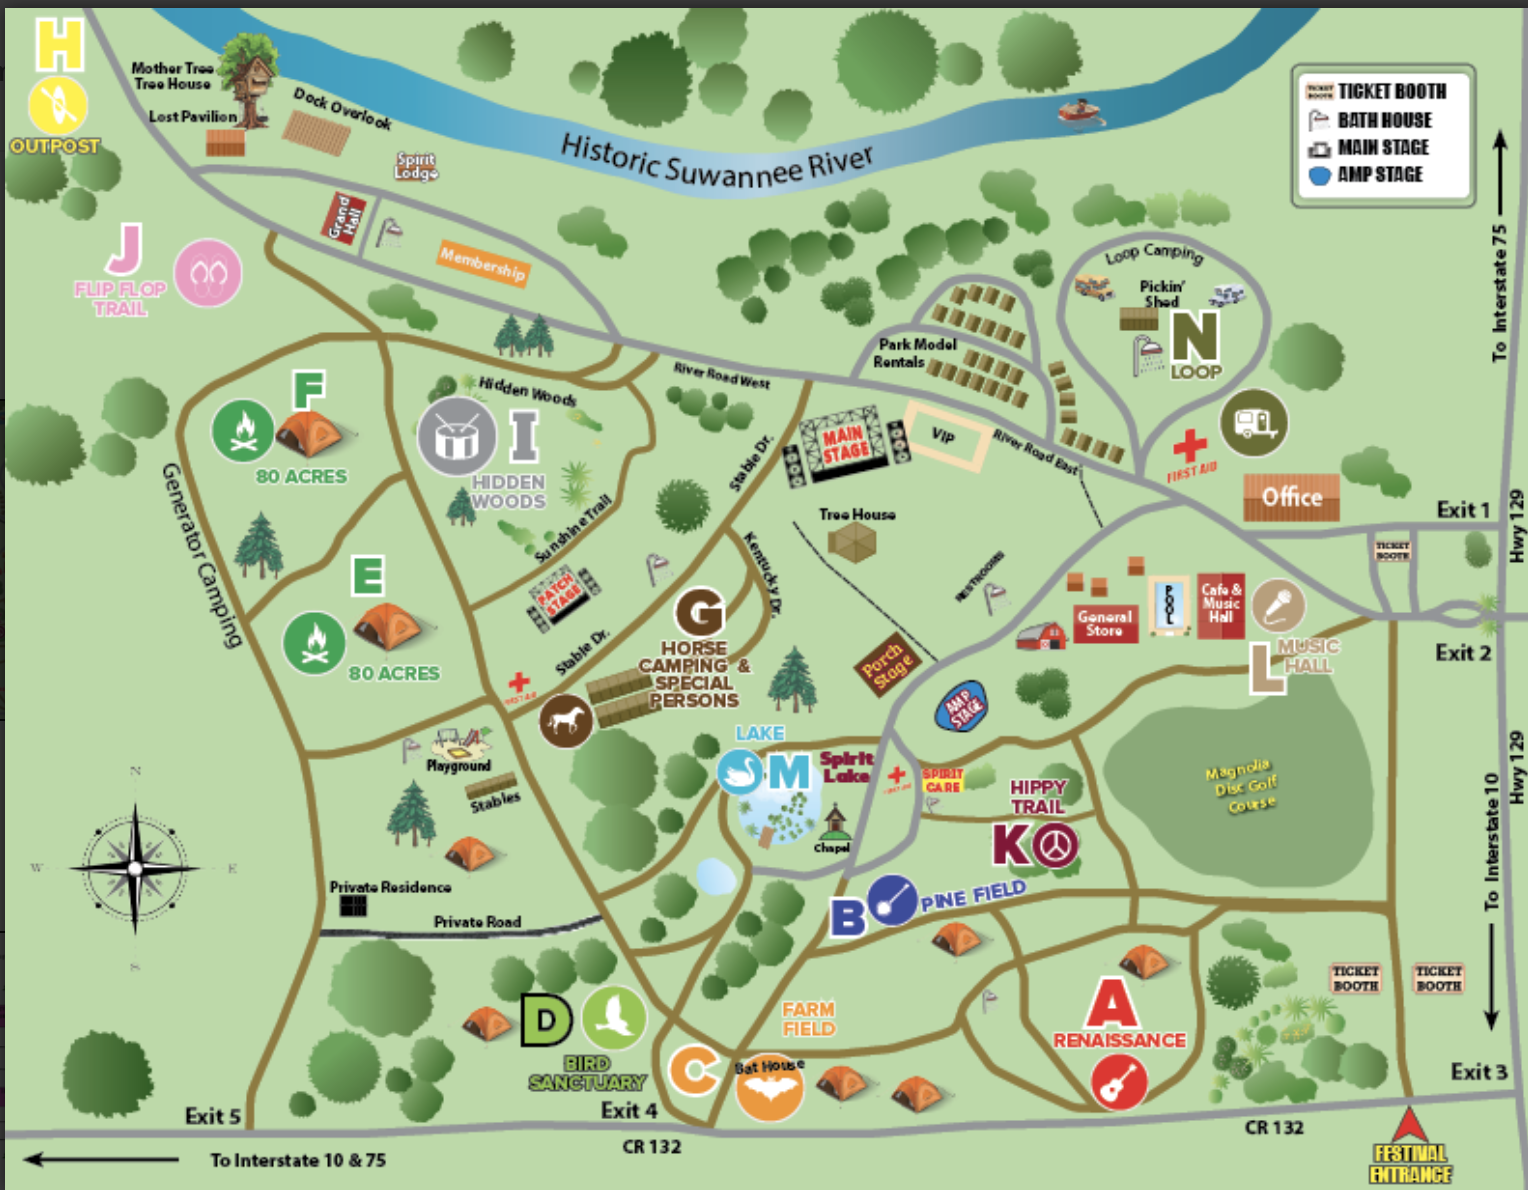 H
OUTPOST
Mother Tree
Tree House
Lost Pavilion
Dock Overlook
Spirit
Lodge
Historic Suwannee River
TICKET
BOOTH
TICKET BOOTH
BATH HOUSE
MAIN STAGE
AMP STAGE
To Interstate 75
Grand
Hall
Membership
J
FLIP FLOP
TRAIL
Loop Camping
Pickin'
Shed
N
LOOP
Park Model
Rentals
River Road West
F
80 ACRES
Hidden Woods
I
HIDDEN
WOODS
Stable Dr.
MAIN
STAGE
VIP
River Road East
FIRST AID
Office
Exit 1
Hwy 129
Generator Camping
Sunshine Trail
Tree House
Kentucky Dr.
RESTROOMS
TICKET
BOOTH
E
80 ACRES
PATCH
STAGE
Stable Dr.
G
HORSE
CAMPING &
SPECIAL
PERSONS
FIRST AID
Porch
Stage
General
Store
POOL
Cafe &
Music
Hall
L
MUSIC
HALL
Exit 2
AMP
STAGE
Playground
Stables
LAKE
M
Spirit
Lake
Chapel
FIRST AID
SPIRIT
CARE
HIPPY
TRAIL
K
Magnolia
Disc Golf
Course
Hwy 129
To Interstate 10
N
W
E
S
Private Residence
Private Road
B
PINE FIELD
D
BIRD
SANCTUARY
FARM
FIELD
C
Bat House
A
RENAISSANCE
TICKET
BOOTH
TICKET
BOOTH
Exit 3
Exit 5
Exit 4
CR 132
CR 132
To Interstate 10 & 75
FESTIVAL
ENTRANCE